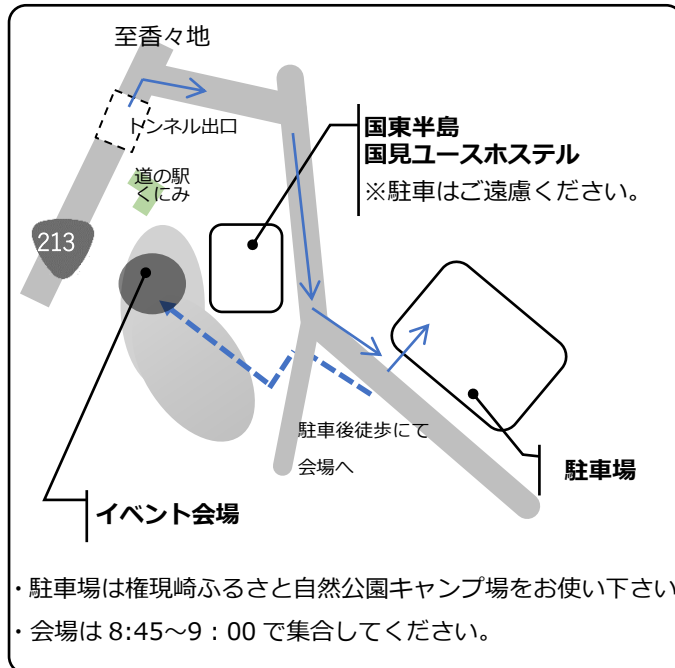 至香々地
トンネル出口
国東半島
国見ユースホステル
※駐車はご遠慮ください。
道の駅
くにみ
213
駐車後徒歩にて
会場へ
駐車場
イベント会場
・駐車場は権現崎ふるさと自然公園キャンプ場をお使い下さい
・会場は 8:45～9：00 で集合してください。